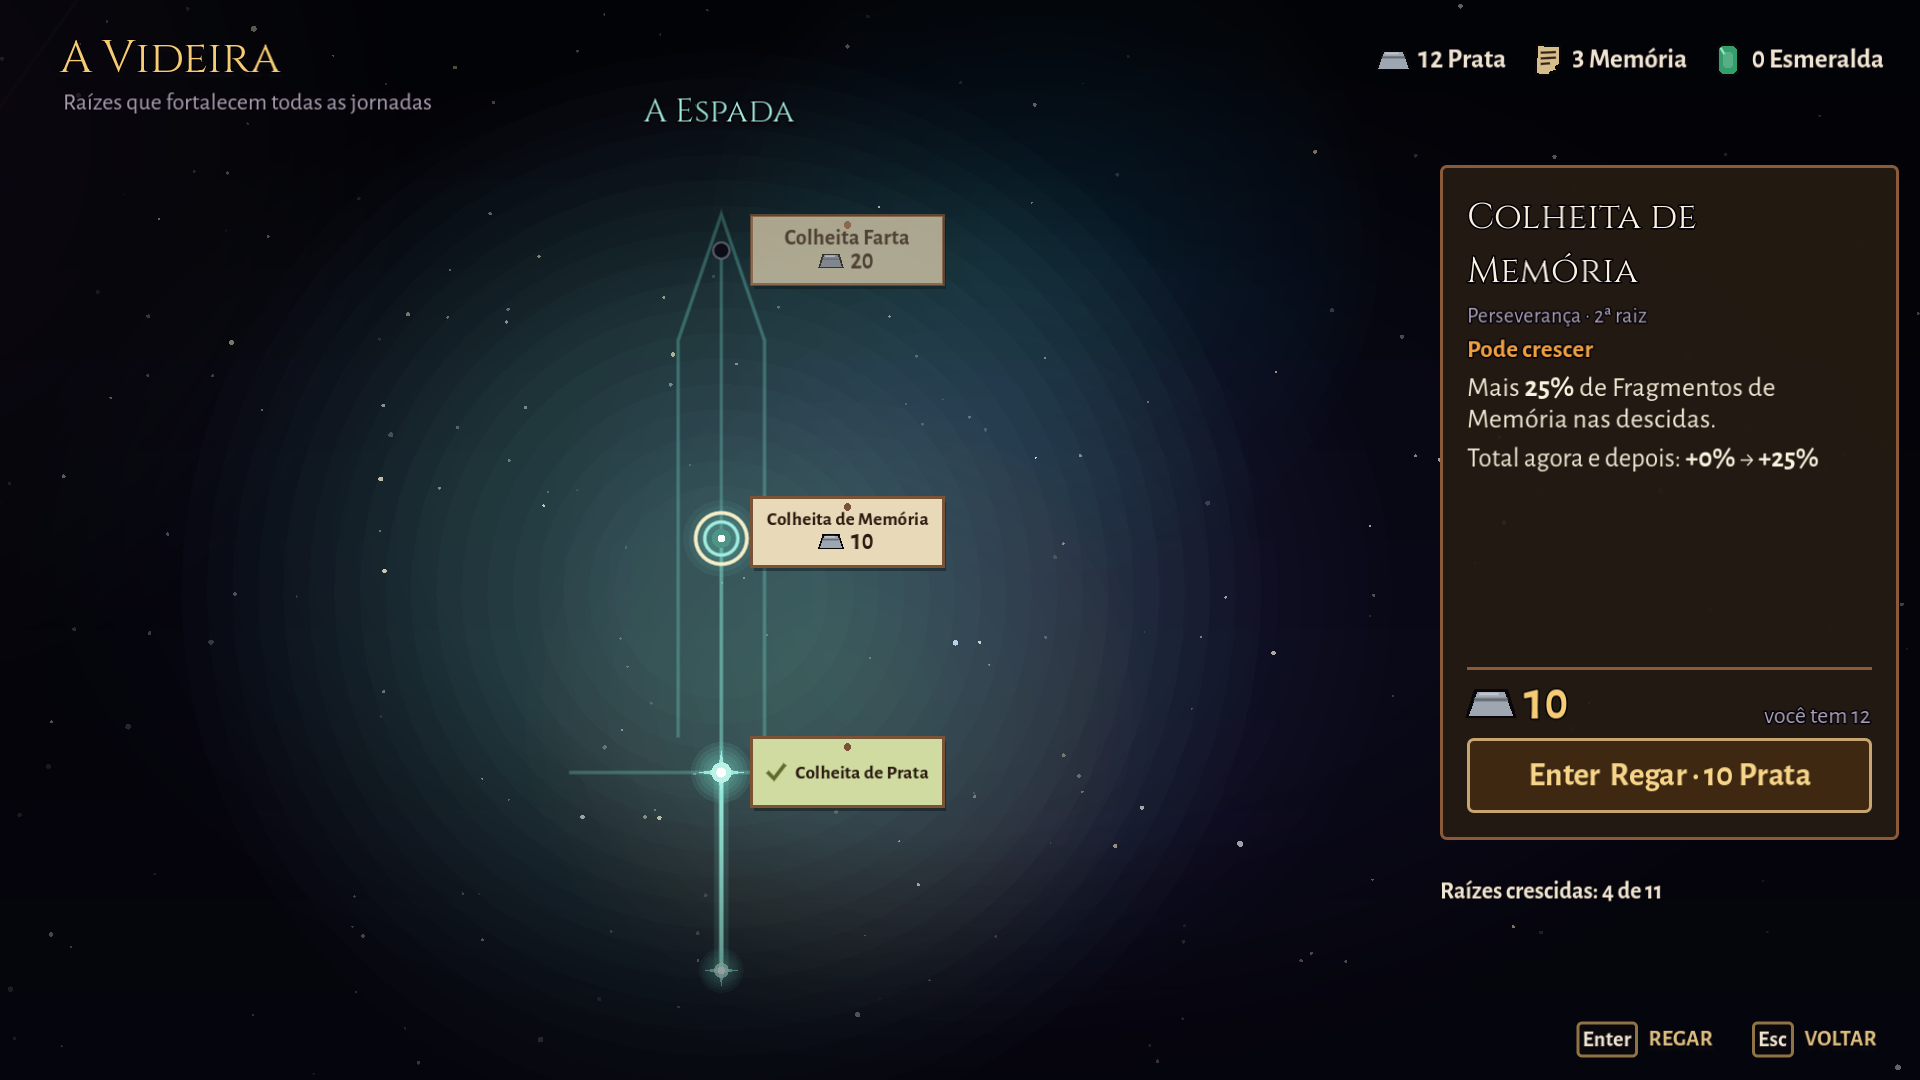 A Videira
Raízes que fortalecem todas as jornadas
12 Prata
3 Memória
0 Esmeralda
A Espada
Colheita Farta
20
Colheita de Memória
10
Colheita de Prata
Colheita de
Memória
Perseverança · 2ª raiz
Pode crescer
Mais 25% de Fragmentos de
Memória nas descidas.
Total agora e depois: +0% → +25%
10
você tem 12
Enter Regar · 10 Prata
Raízes crescidas: 4 de 11
Enter REGAR
Esc VOLTAR